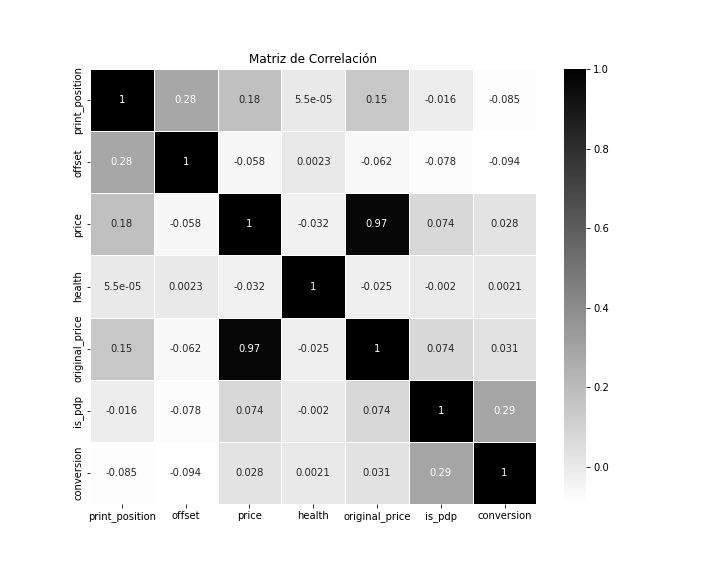 Matriz de Correlación
print_position 1 0.28 0.18 5.5e-05 0.15 -0.016 -0.085
offset 0.28 1 -0.058 0.0023 -0.062 -0.078 -0.094
price 0.18 -0.058 1 -0.032 0.97 0.074 0.028
health 5.5e-05 0.0023 -0.032 1 -0.025 -0.002 0.0021
original_price 0.15 -0.062 0.97 -0.025 1 0.074 0.031
is_pdp -0.016 -0.078 0.074 -0.002 0.074 1 0.29
conversion -0.085 -0.094 0.028 0.0021 0.031 0.29 1
print_position offset price health original_price is_pdp conversion
1.0
0.8
0.6
0.4
0.2
0.0